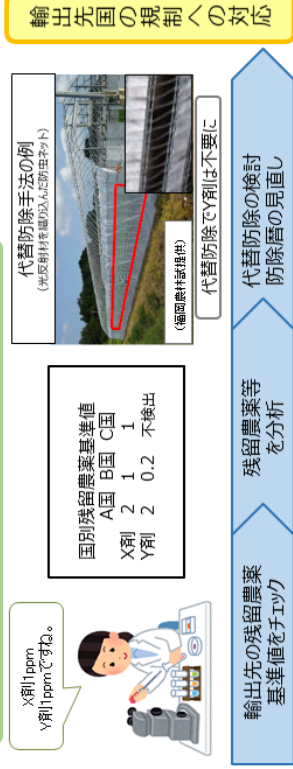 輸出先国の規制への対応
X剤1ppm
Y剤1ppmですね。
国別残留農薬基準値
A国 B国 C国
X剤 2 1 1
Y剤 2 0.2 不検出
代替防除手法の例
(光反射材を織り込んだ防虫ネット)
(福岡農林試提供)
代替防除でY剤は不要に
輸出先の残留農薬
基準値をチェック
残留農薬等
を分析
代替防除の検討
防除暦の見直し